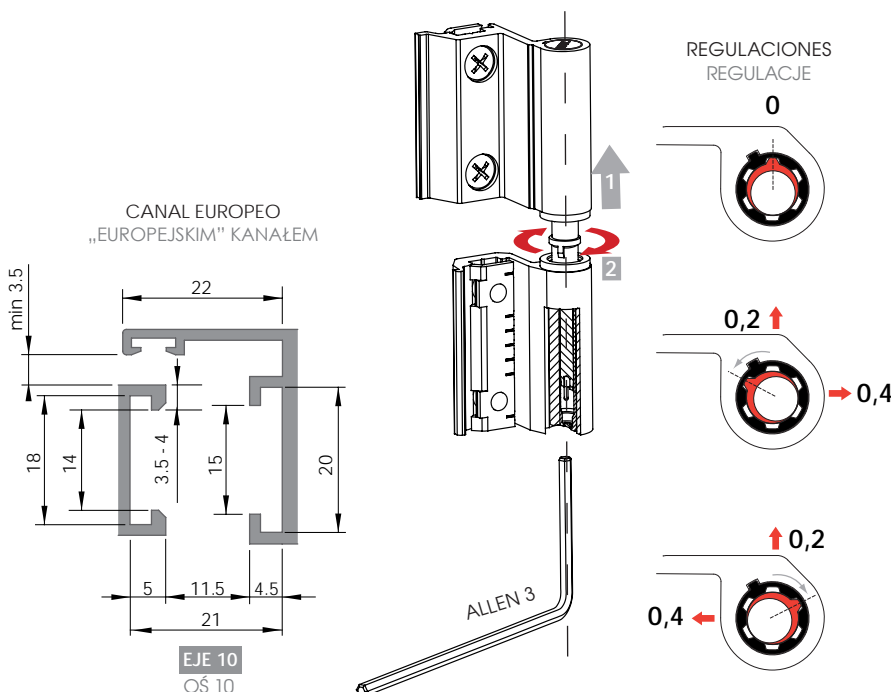 REGULACIONES
REGULACJE
0
1
2
CANAL EUROPEO
„EUROPEJSKIM” KANAŁEM
min 3.5
22
18
14
3.5 - 4
15
20
5
11.5
4.5
21
EJE 10
OŚ 10
ALLEN 3
0,2
0,4
0,2
0,4